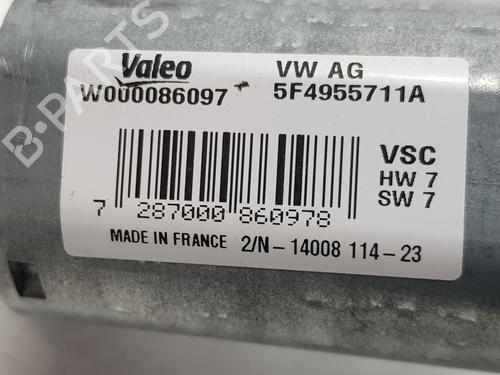 Valeo VW AG
W000086097 5F4955711A
VSC
HW 7
SW 7
7 287000 860978
MADE IN FRANCE 2/N-14008 114-23
B-PARTS